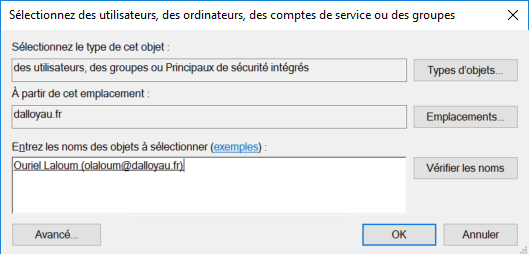 Sélectionnez des utilisateurs, des ordinateurs, des comptes de service ou des groupes
Sélectionnez le type de cet objet :
des utilisateurs, des groupes ou Principaux de sécurité intégrés
Types d'objets...
À partir de cet emplacement :
dalloyau.fr
Emplacements...
Entrez les noms des objets à sélectionner (exemples) :
Ouriel Laloum (olaloum@dalloyau.fr)
Vérifier les noms
Avancé...
OK
Annuler